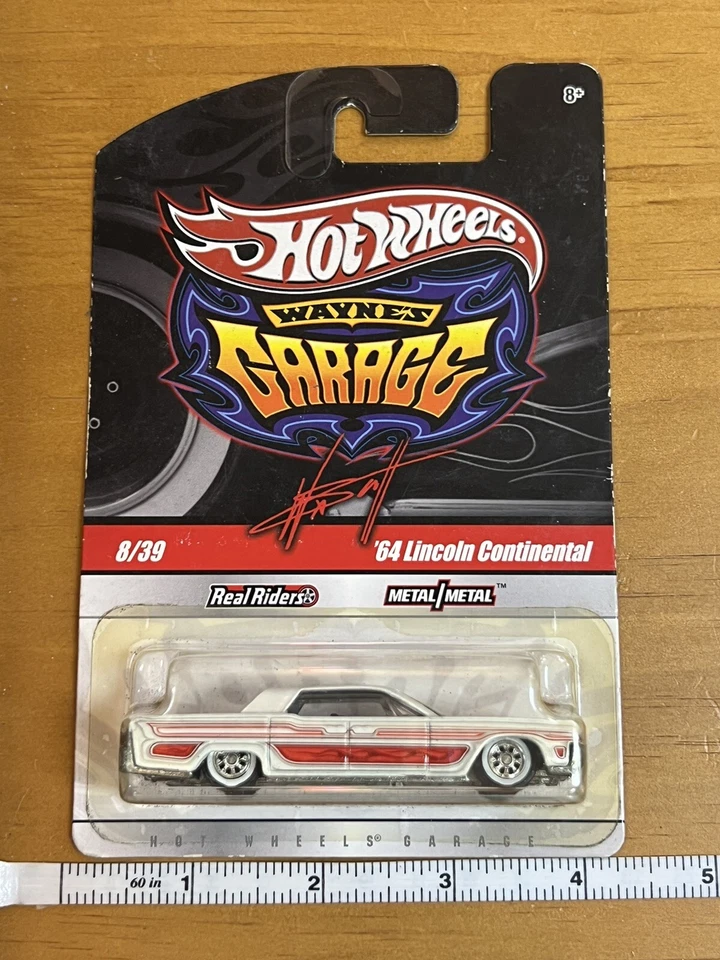 8+
Hot Wheels®
WAYNE'S
GARAGE
8/39 '64 Lincoln Continental
Real Riders METAL/METAL™
HOT WHEELS® GARAGE
60 in 1 2 3 4 5